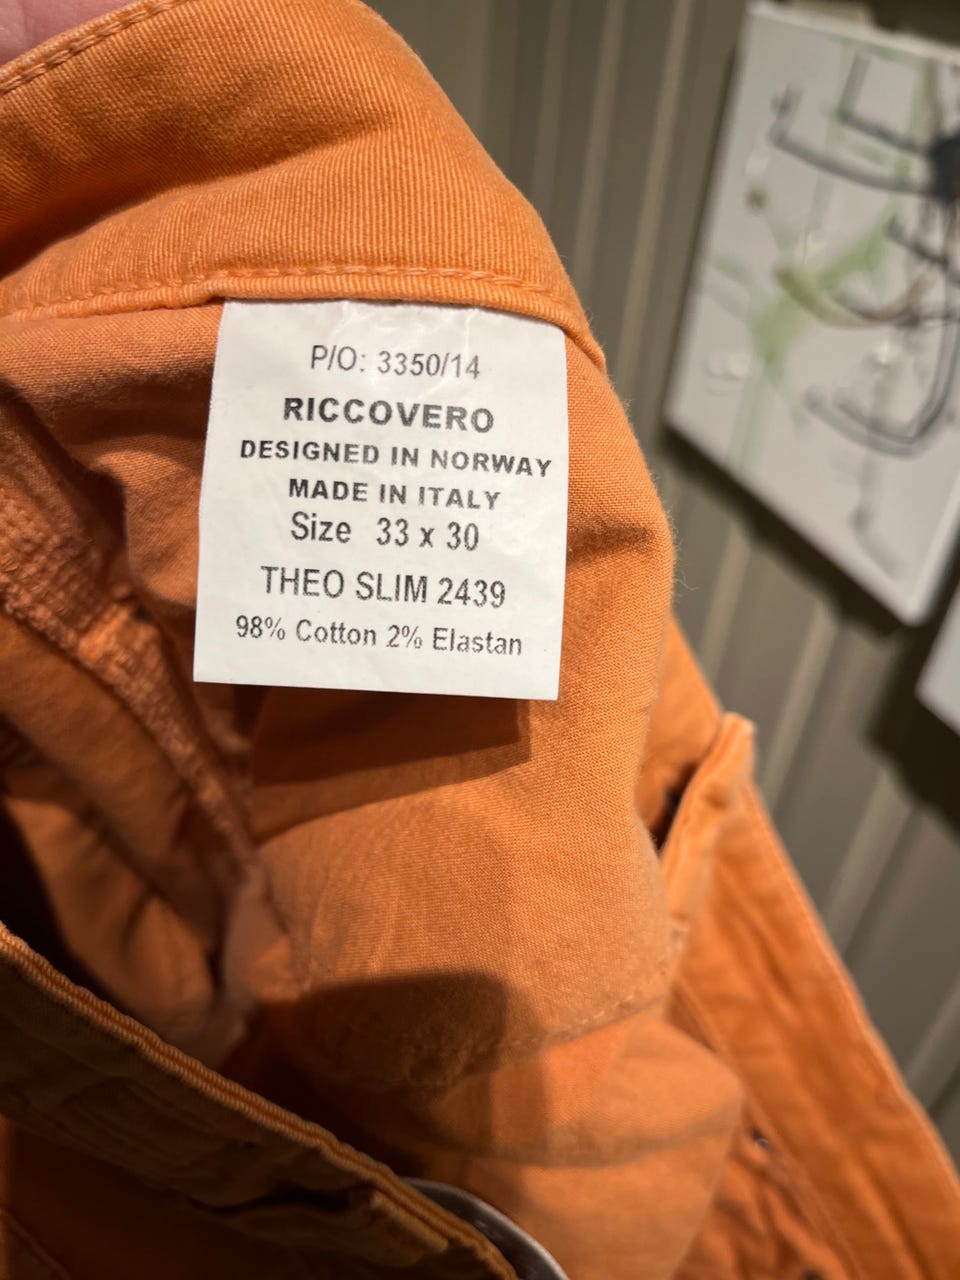 P/O: 3350/14
RICCOVERO
DESIGNED IN NORWAY
MADE IN ITALY
Size 33 x 30
THEO SLIM 2439
98% Cotton 2% Elastan